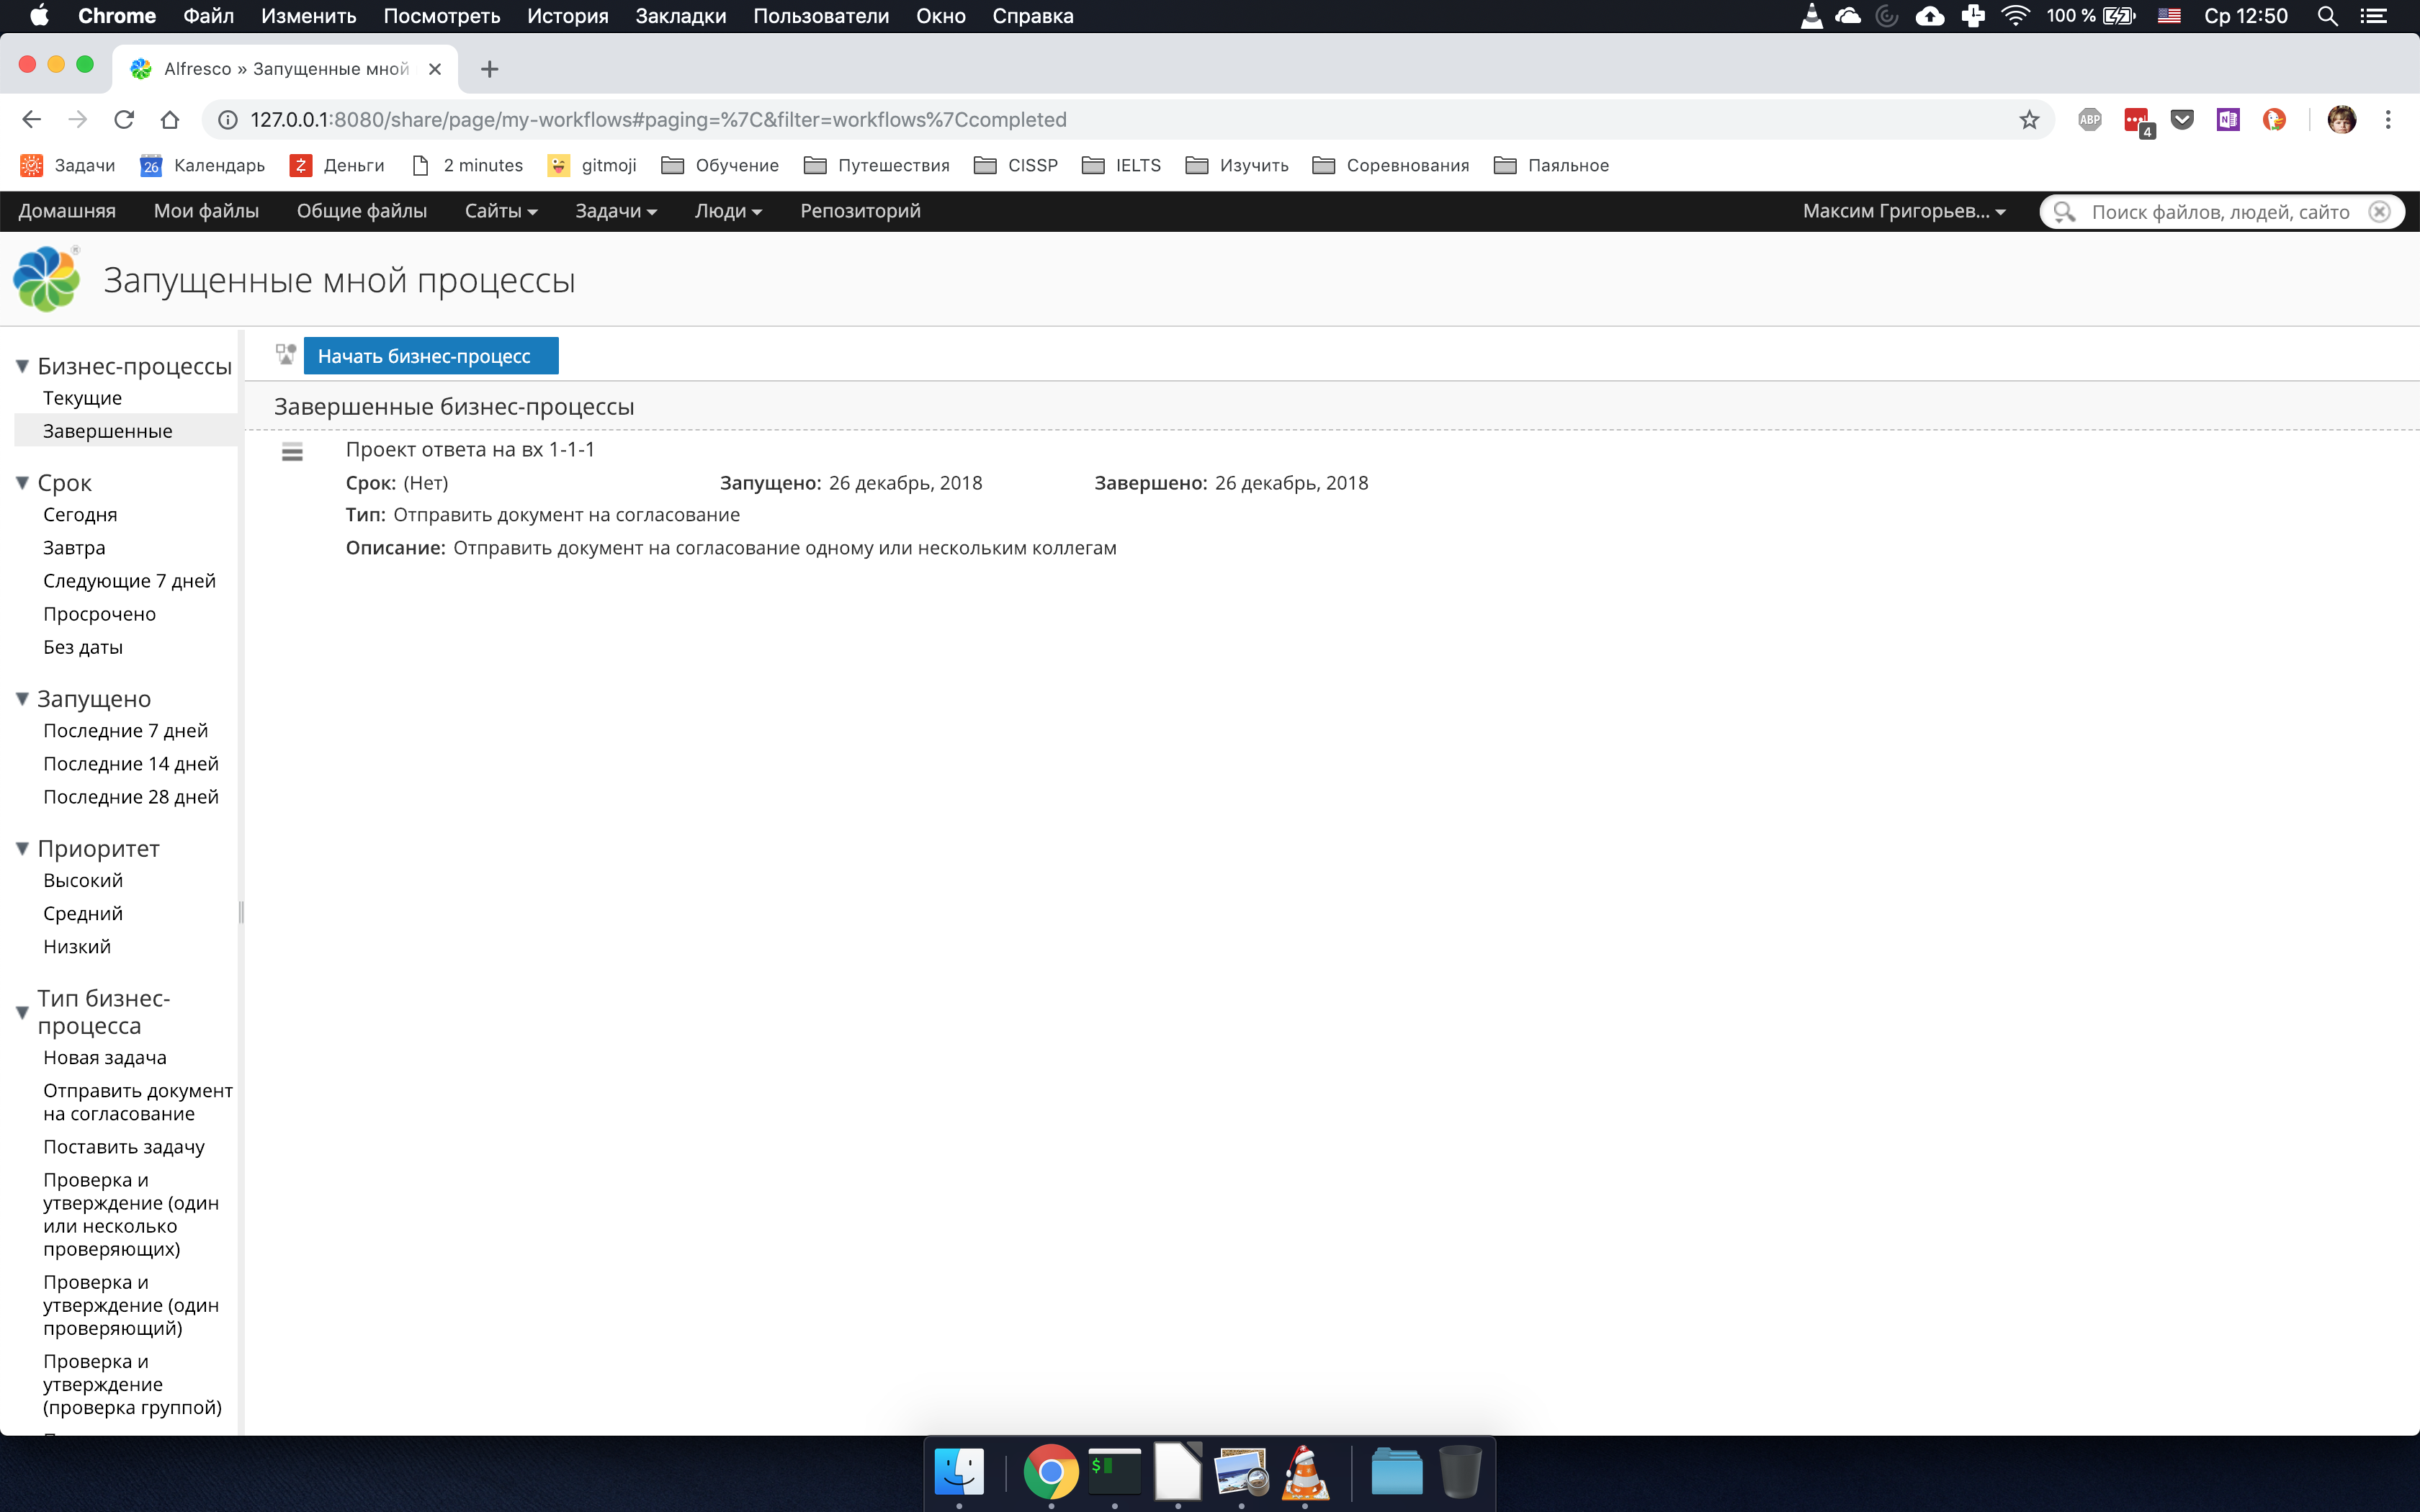 Chrome Файл Изменить Посмотреть История Закладки Пользователи Окно Справка 100 % Ср 12:50
Alfresco » Запущенные мной
127.0.0.1:8080/share/page/my-workflows#paging=%7C&filter=workflows%7Ccompleted ABP 4
Задачи 26 Календарь Деньги 2 minutes gitmoji Обучение Путешествия CISSP IELTS Изучить Соревнования Паяльное
Домашняя Мои файлы Общие файлы Сайты Задачи Люди Репозиторий Максим Григорьев... Поиск файлов, людей, сайто
Запущенные мной процессы
Бизнес-процессы
Текущие
Завершенные
Срок
Сегодня
Завтра
Следующие 7 дней
Просрочено
Без даты
Запущено
Последние 7 дней
Последние 14 дней
Последние 28 дней
Приоритет
Высокий
Средний
Низкий
Тип бизнес-
процесса
Новая задача
Отправить документ
на согласование
Поставить задачу
Проверка и
утверждение (один
или несколько
проверяющих)
Проверка и
утверждение (один
проверяющий)
Проверка и
утверждение
(проверка группой)
Начать бизнес-процесс
Завершенные бизнес-процессы
Проект ответа на вх 1-1-1
Срок: (Нет) Запущено: 26 декабрь, 2018 Завершено: 26 декабрь, 2018
Тип: Отправить документ на согласование
Описание: Отправить документ на согласование одному или нескольким коллегам